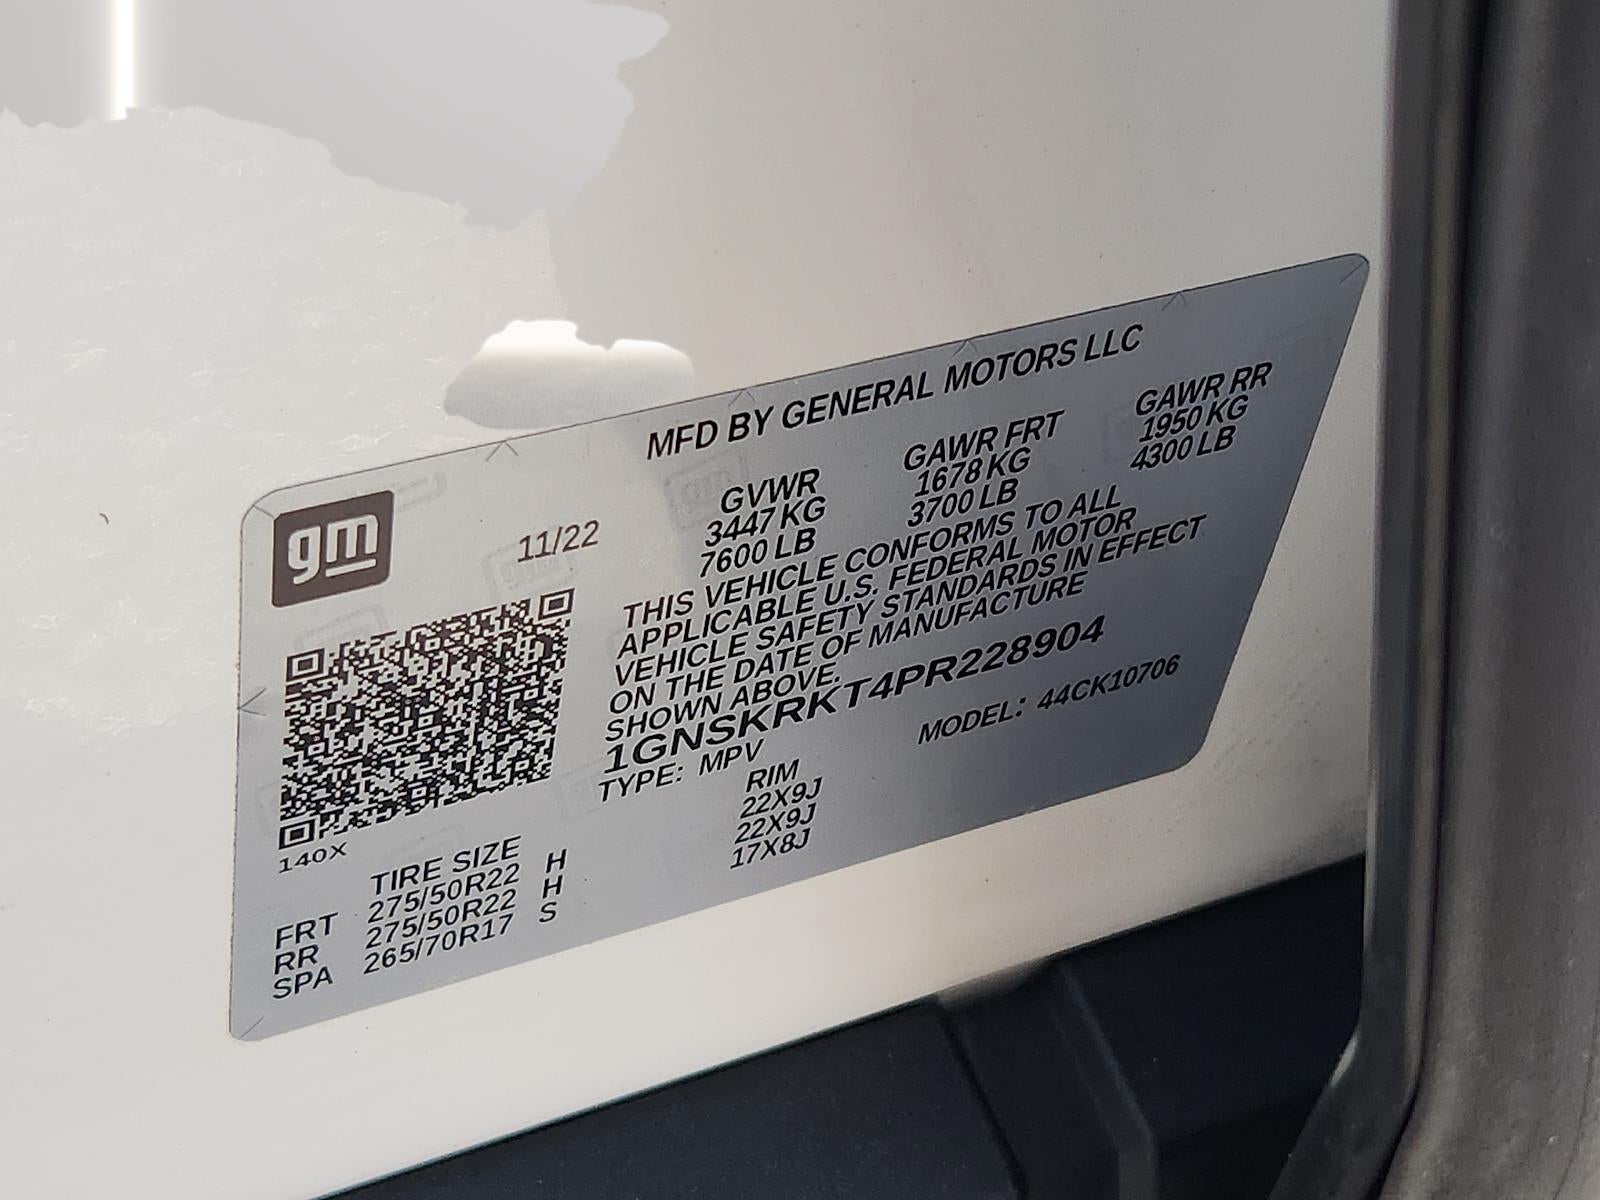 MFD BY GENERAL MOTORS LLC
gm
11/22
GVWR GAWR FRT GAWR RR
3447 KG 1678 KG 1950 KG
7600 LB 3700 LB 4300 LB
THIS VEHICLE CONFORMS TO ALL
APPLICABLE U.S. FEDERAL MOTOR
VEHICLE SAFETY STANDARDS IN EFFECT
ON THE DATE OF MANUFACTURE
SHOWN ABOVE.
1GNSKRKT4PR228904
TYPE: MPV MODEL: 44CK10706
140X
TIRE SIZE RIM
FRT 275/50R22 H 22X9J
RR 275/50R22 H 22X9J
SPA 265/70R17 S 17X8J